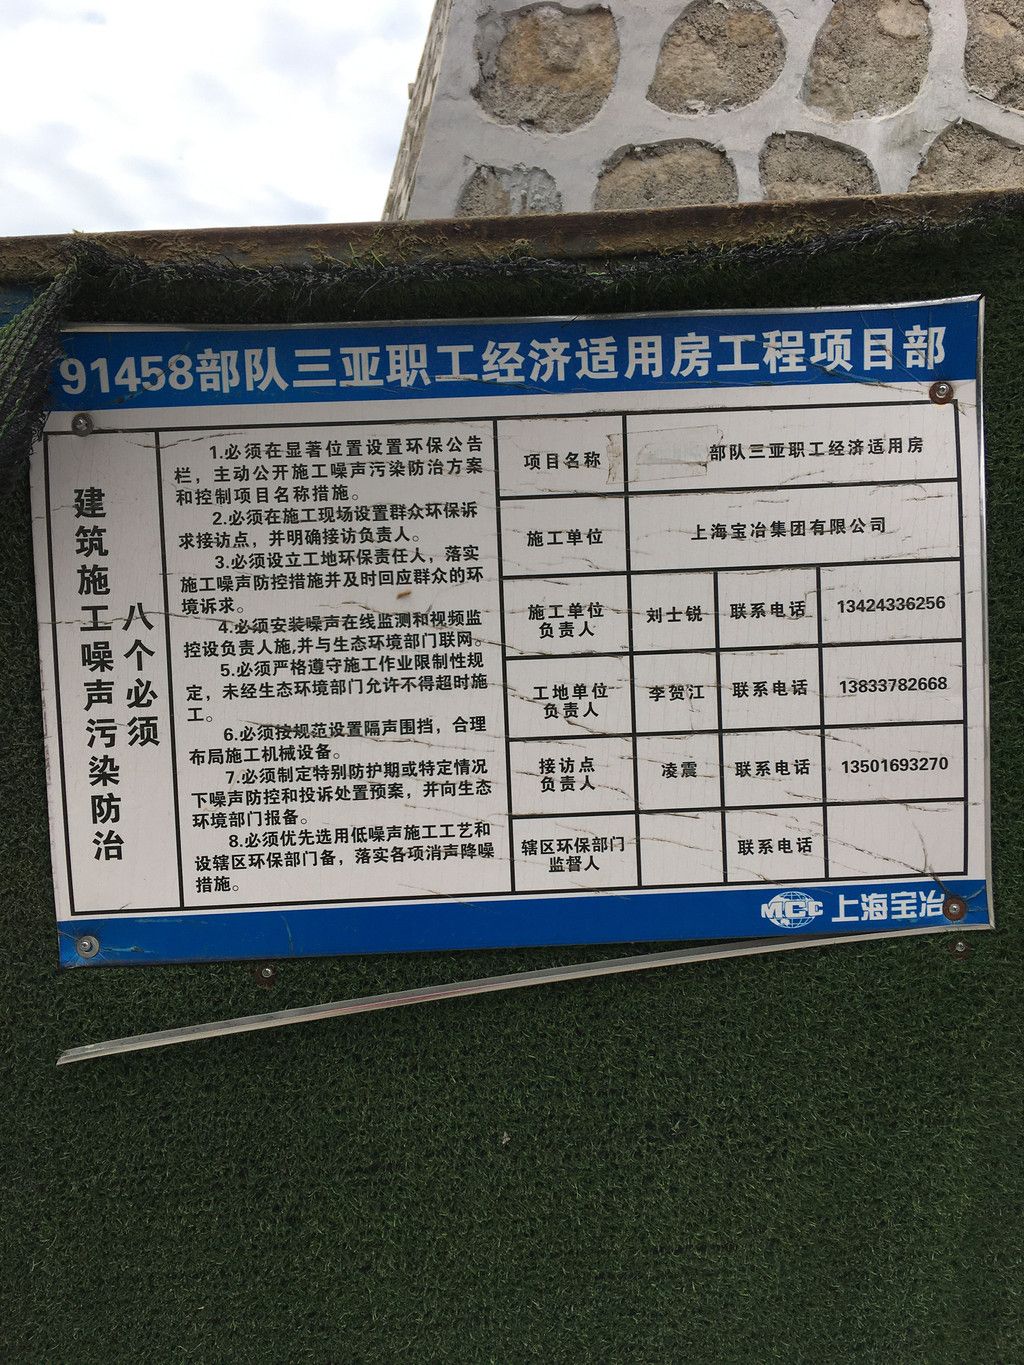 91458部队三亚职工经济适用房工程项目部
建筑施工噪声污染防治
八个必须
1.必须在显著位置设置环保公告
栏，主动公开施工噪声污染防治方案
和控制项目名称措施。
2.必须在施工现场设置群众环保诉
求接访点，并明确接访负责人。
3.必须设立工地环保责任人，落实
施工噪声防控措施并及时回应群众的环
境诉求。
4.必须安装噪声在线监测和视频监
控设负责人施,并与生态环境部门联网。
5.必须严格遵守施工作业限制性规
定，未经生态环境部门允许不得超时施
工。
6.必须按规范设置隔声围挡，合理
布局施工机械设备。
7.必须制定特别防护期或特定情况
下噪声防控和投诉处置预案，并向生态
环境部门报备。
8.必须优先选用低噪声施工工艺和
设辖区环保部门备，落实各项消声降噪
措施。
项目名称 部队三亚职工经济适用房
施工单位 上海宝冶集团有限公司
施工单位
负责人 刘士锐 联系电话 13424336256
工地单位
负责人 李贺江 联系电话 13833782668
接访点
负责人 凌震 联系电话 13501693270
辖区环保部门
监督人 联系电话
MCC 上海宝冶